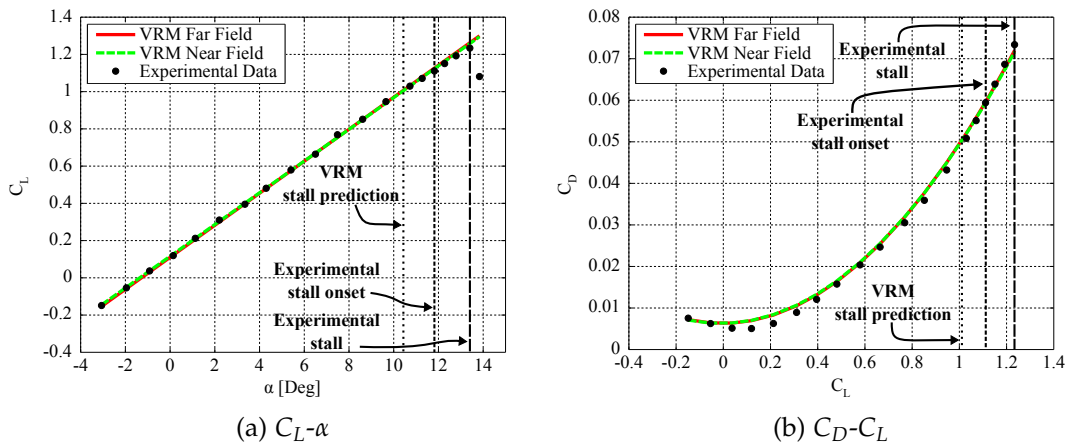 VRM Far Field
VRM Near Field
Experimental Data
1.4
1.2
1
0.8
0.6
0.4
0.2
0
-0.2
-0.4
C_L
VRM
stall prediction
Experimental
stall onset
Experimental
stall
-4 -2 0 2 4 6 8 10 12 14
α [Deg]
(a) C_L-α
VRM Far Field
VRM Near Field
Experimental Data
0.08
0.07
0.06
0.05
0.04
0.03
0.02
0.01
0
C_D
Experimental
stall
Experimental
stall onset
VRM
stall prediction
-0.4 -0.2 0 0.2 0.4 0.6 0.8 1 1.2 1.4
C_L
(b) C_D-C_L